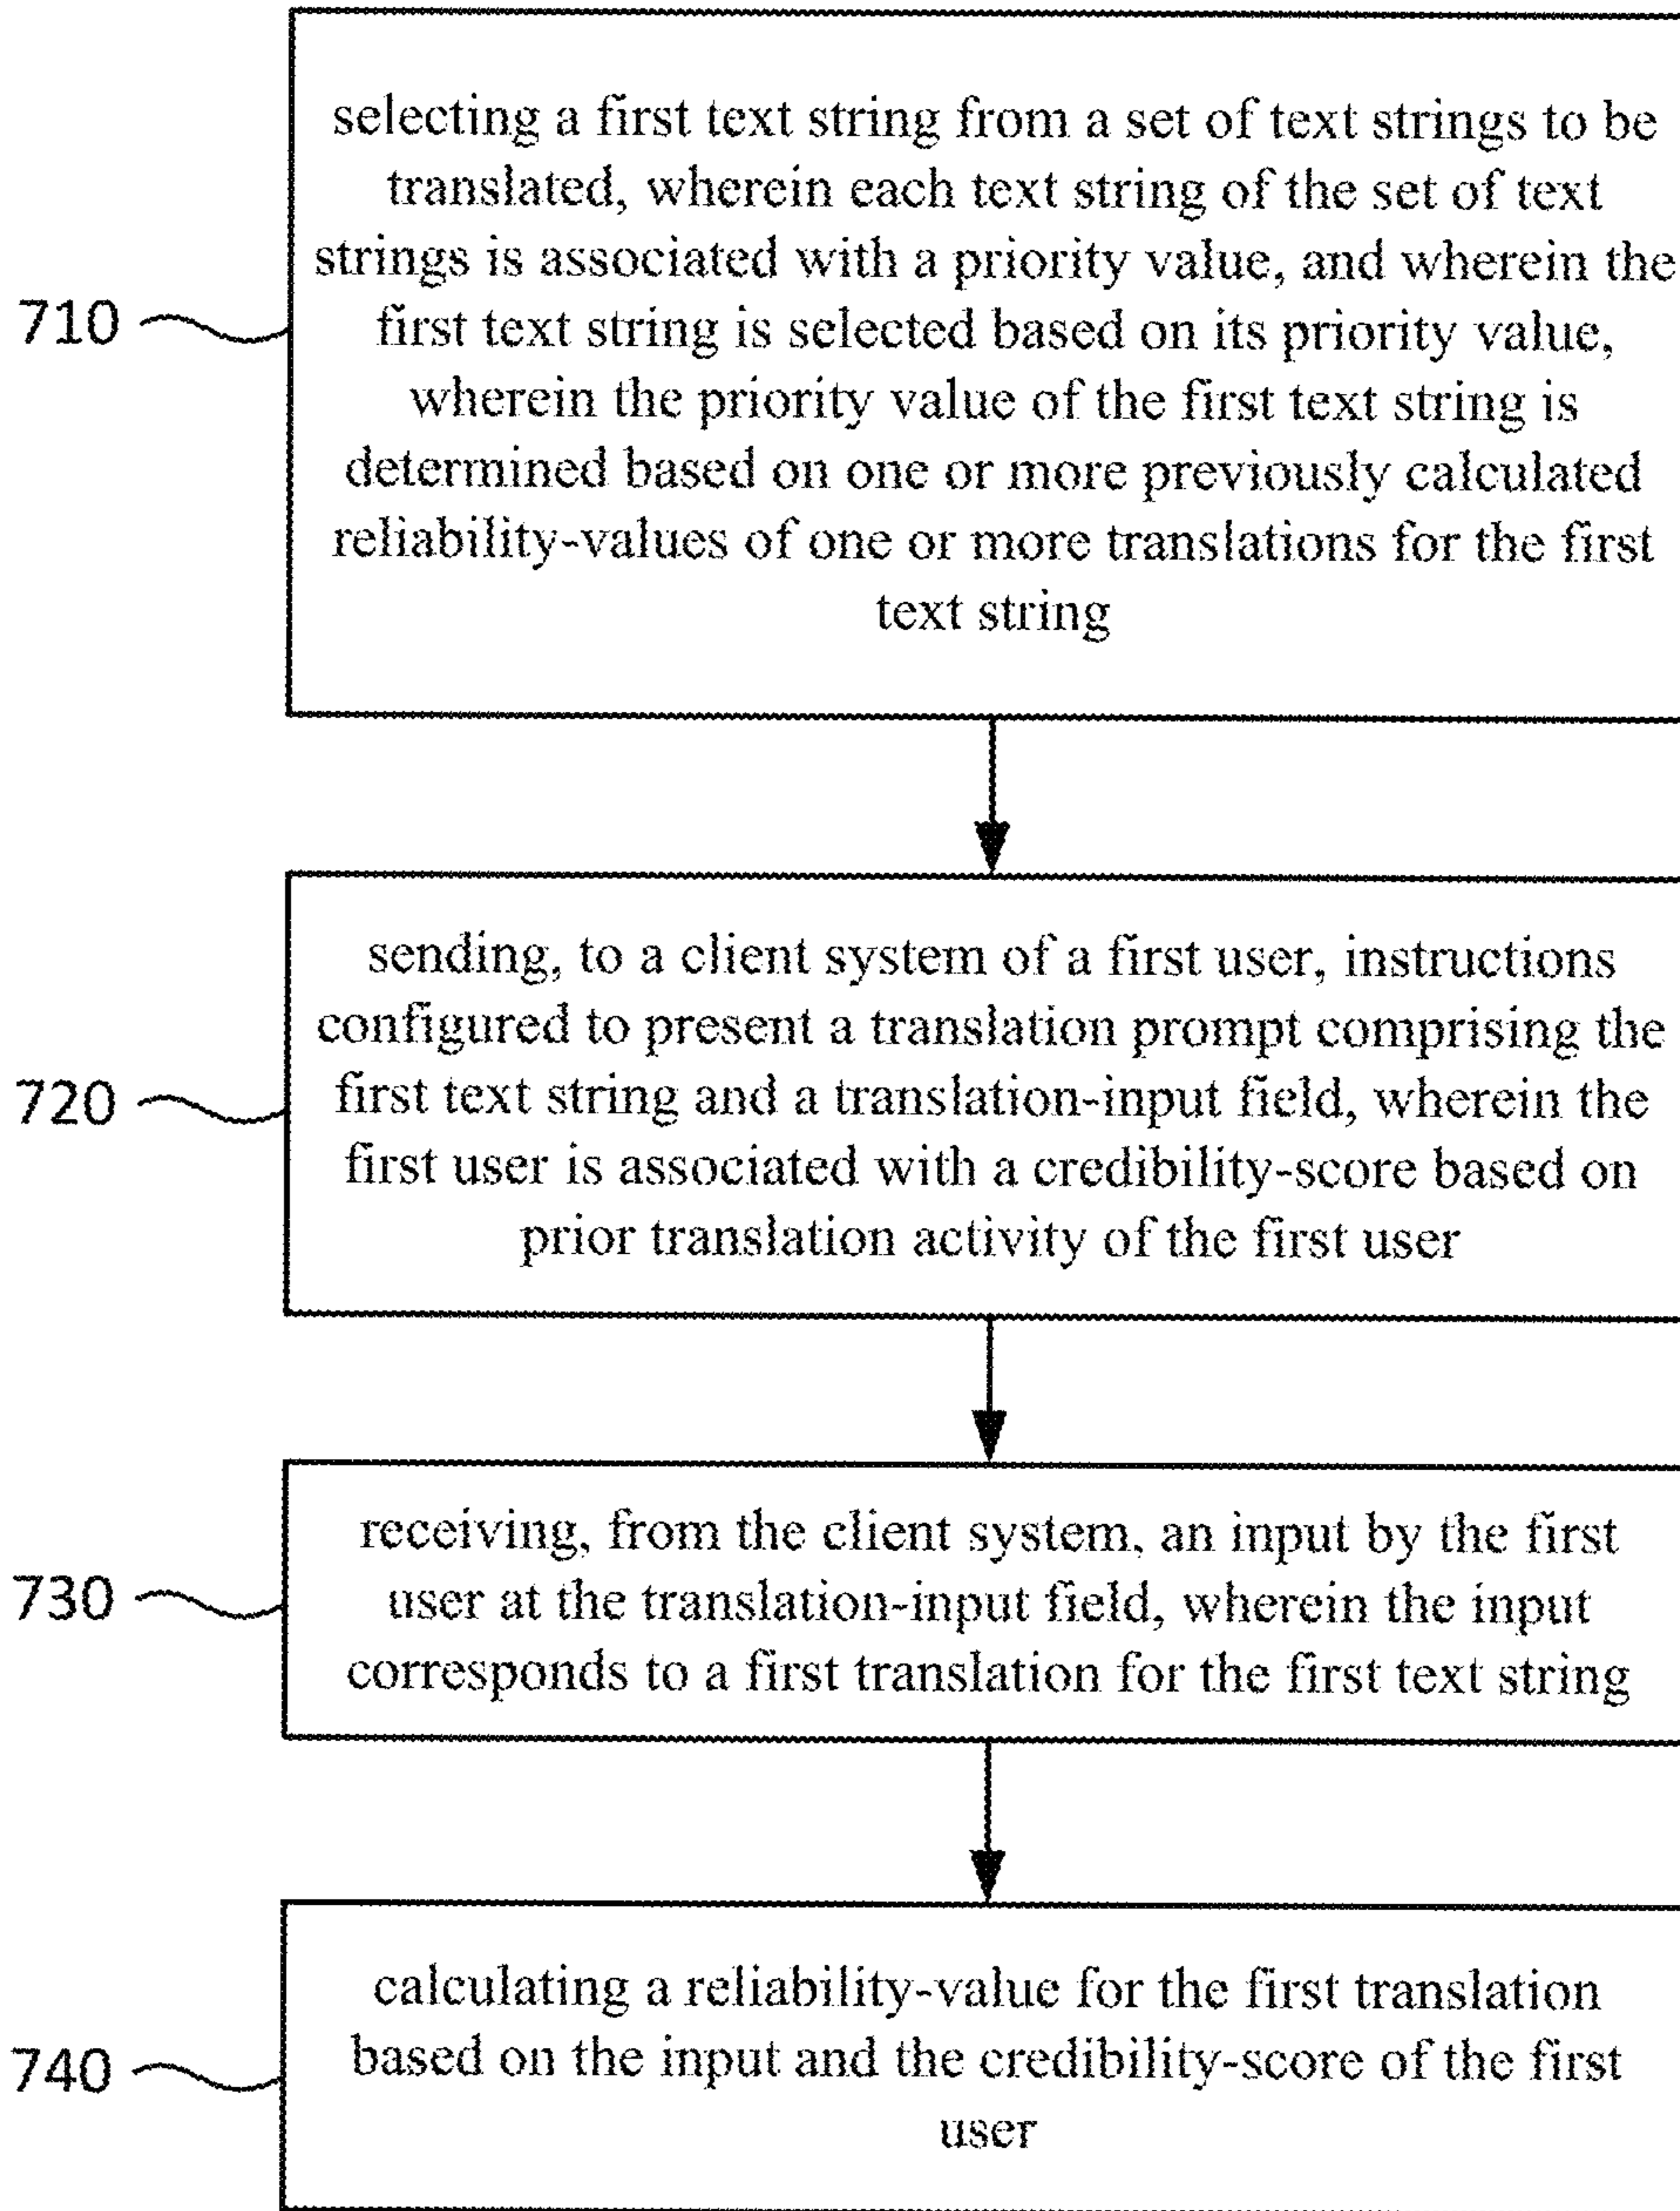 selecting a first text string from a set of text strings to be
translated, wherein each text string of the set of text
strings is associated with a priority value, and wherein the
710
first text string is selected based on its priority value,
wherein the priority value of the first text string is
determined based on one or more previously calculated
reliability-values of one or more translations for the first
text string
sending, to a client system of a first user, instructions
configured to present a translation prompt comprising the
720
first text string and a translation-input field, wherein the
first user is associated with a credibility-score based on
prior translation activity of the first user
receiving, from the client system, an input by the first
730
user at the translation-input field, wherein the input
corresponds to a first translation for the first text string
calculating a reliability-value for the first translation
740
based on the input and the credibility-score of the first
user